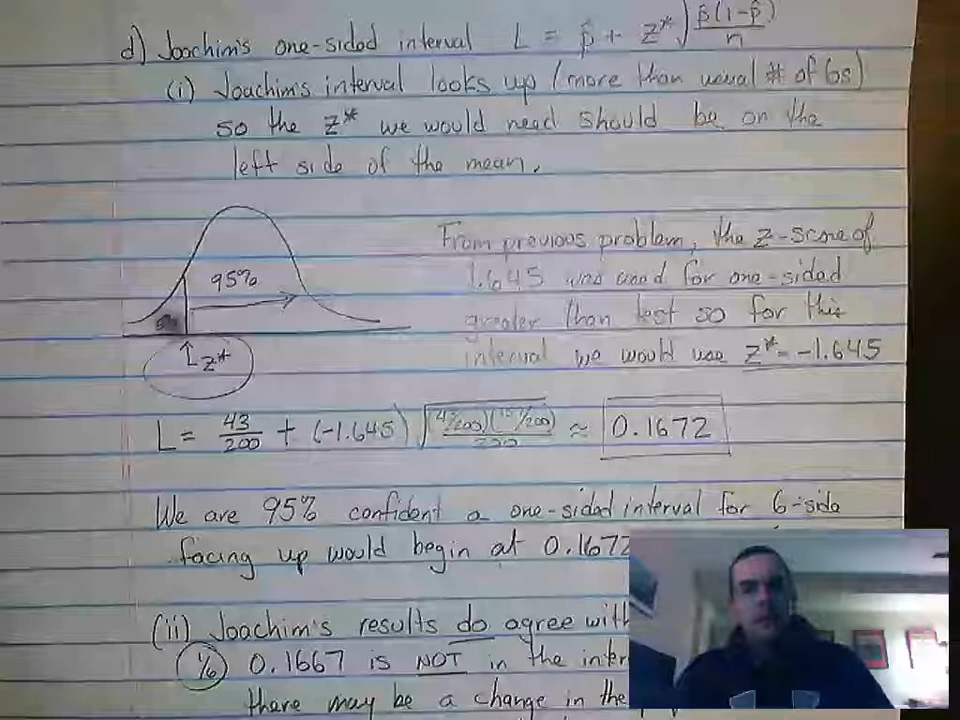 d) Joachim's one-sided interval L = p̂ + z* √(p̂(1-p̂)/n)
(i) Joachim's interval looks up (more than usual # of 6s)
so the z* we would need should be on the
left side of the mean.
95%
5%
z*
From previous problem, the z-score of
1.645 was used for one-sided
greater than test so for this
interval we would use z* = -1.645
L = 43/200 + (-1.645) √((43/200)(157/200)/200) ≈ 0.1672
We are 95% confident a one-sided interval for 6-side
facing up would begin at 0.1672
(ii) Joachim's results do agree with
1/6 0.1667 is NOT in the
there may be a change in the